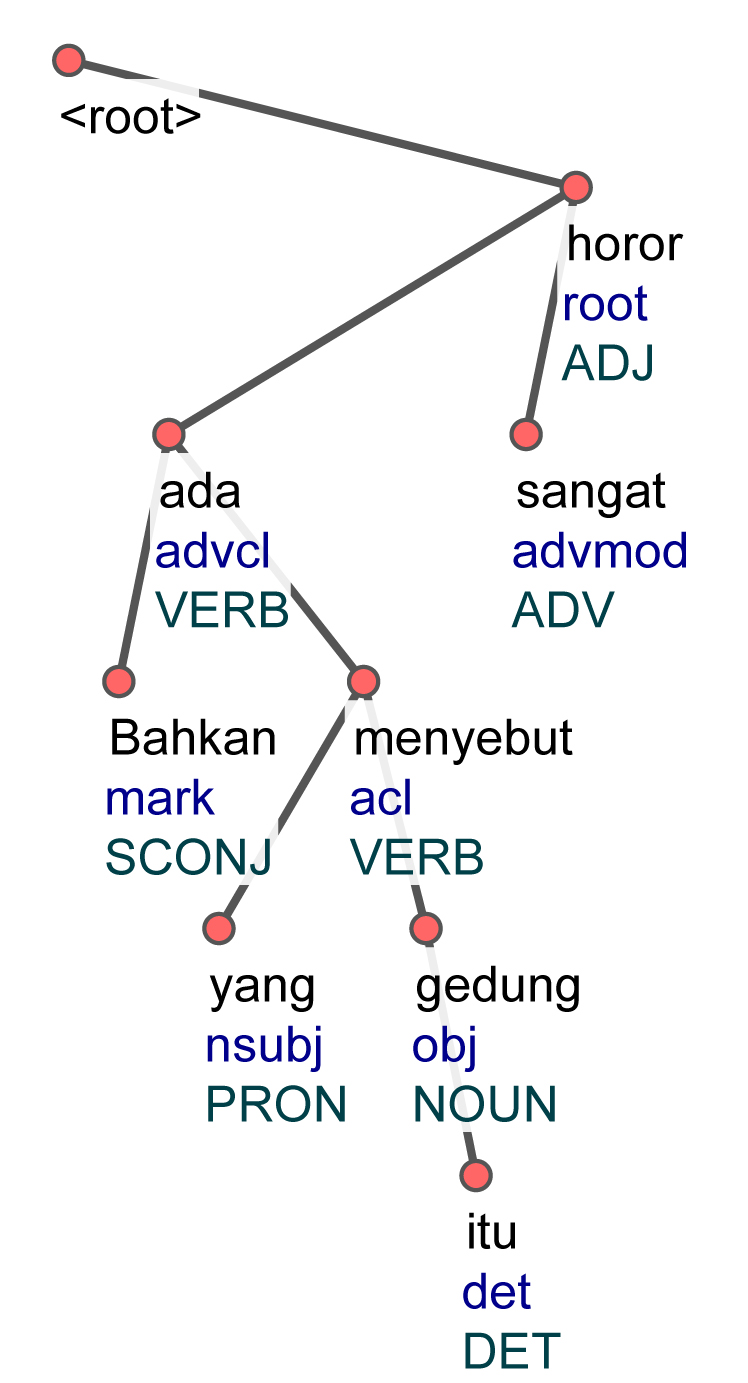 <root>
horor
root
ADJ
ada
advcl
VERB
sangat
advmod
ADV
Bahkan
mark
SCONJ
menyebut
acl
VERB
yang
nsubj
PRON
gedung
obj
NOUN
itu
det
DET